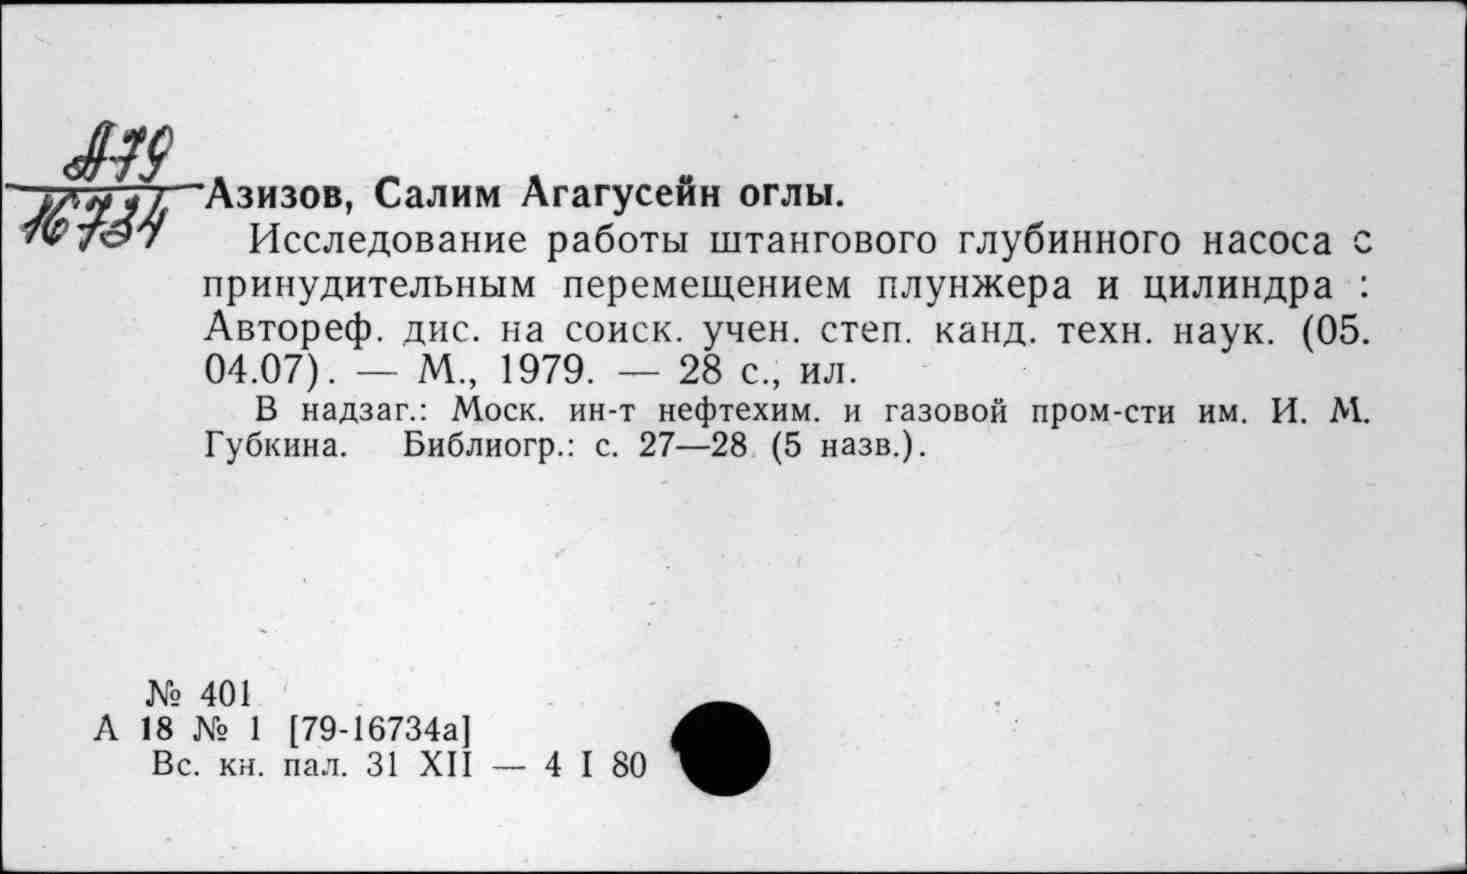 А79
16734
Азизов, Салим Агагусейн оглы.
Исследование работы штангового глубинного насоса с
принудительным перемещением плунжера и цилиндра :
Автореф. дис. на соиск. учен. степ. канд. техн. наук. (05.
04.07). — М., 1979. — 28 с., ил.
В надзаг.: Моск. ин-т нефтехим. и газовой пром-сти им. И. М.
Губкина. Библиогр.: с. 27—28 (5 назв.).
№ 401
А 18 № 1 [79-16734а]
Вс. кн. пал. 31 XII — 4 I 80